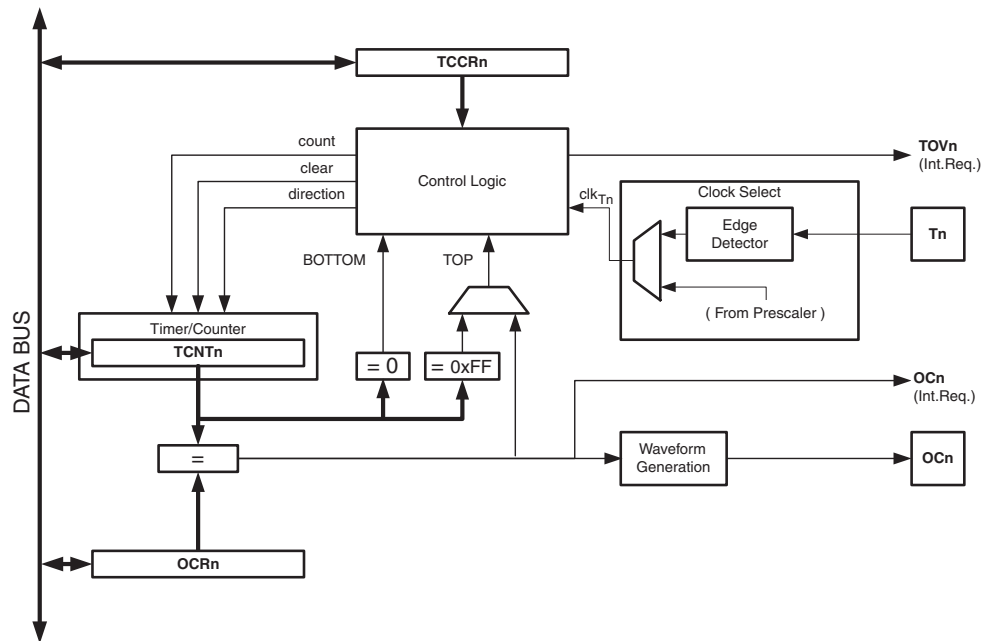 TCCRn
count
clear
direction
Control Logic
TOVn
(Int.Req.)
clkTn
Clock Select
Edge
Detector
Tn
( From Prescaler )
BOTTOM
TOP
DATA BUS
Timer/Counter
TCNTn
= 0
= 0xFF
OCn
(Int.Req.)
=
Waveform
Generation
OCn
OCRn